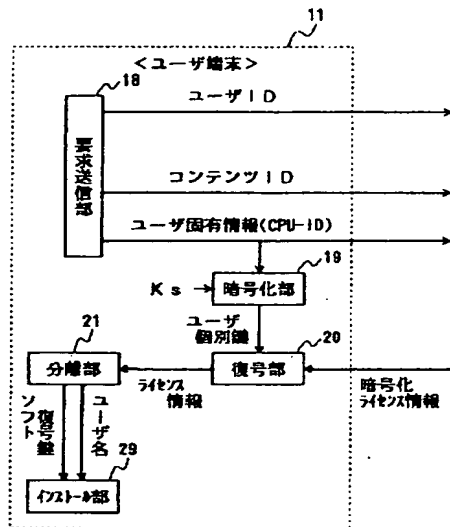 11
＜ユーザ端末＞
18
ユーザID
要求送信部
コンテンツID
ユーザ固有情報(CPU-ID)
19
Ks
暗号化部
ユーザ
個別鍵
21
20
分離部
ライセンス
情報
復号部
暗号化
ライセンス情報
ソフト
復号鍵
ユーザ名
29
インストール部